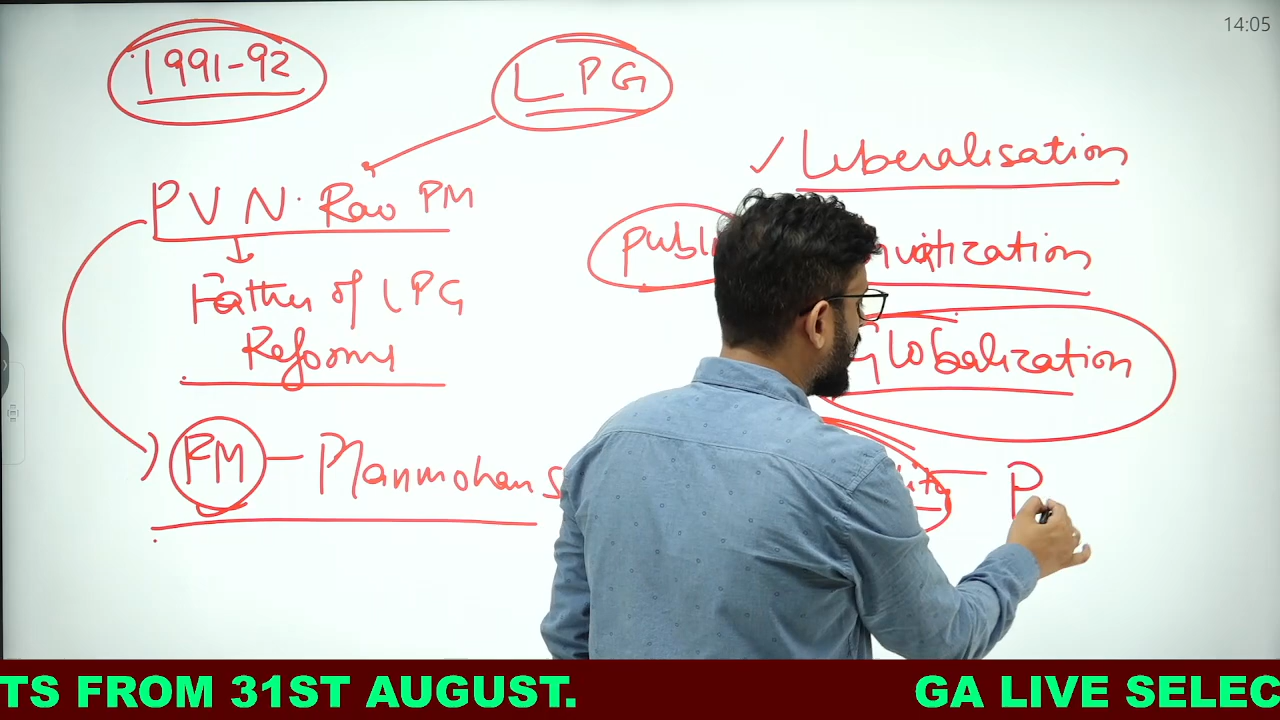 14:05
1991-92
LPG
Liberalisation
PVN. Rao PM
Father of LPG
Reforms
Globalization
FM - Manmohan S
P
TS FROM 31ST AUGUST.
GA LIVE SELEC